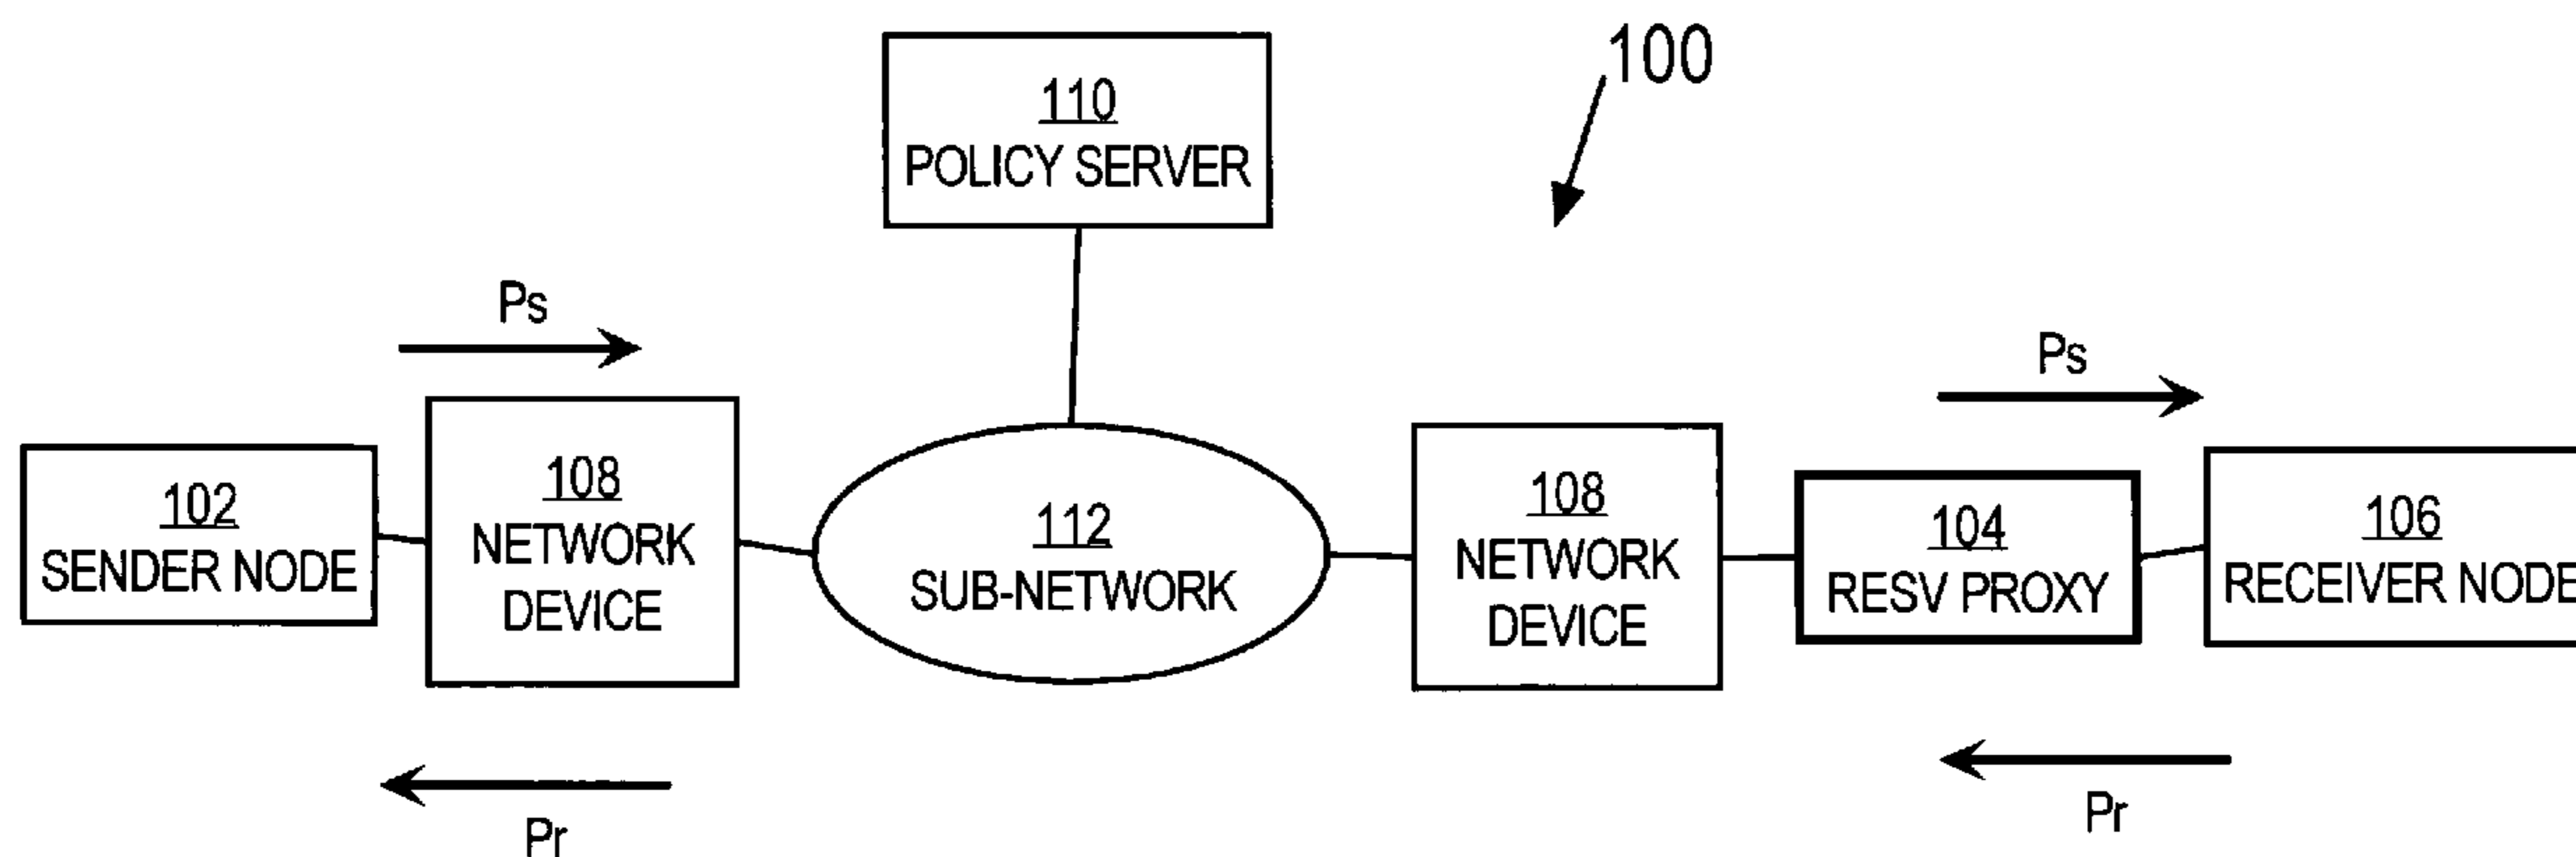 100
110
POLICY SERVER
Ps
Ps
102
SENDER NODE
108
NETWORK
DEVICE
112
SUB-NETWORK
108
NETWORK
DEVICE
104
RESV PROXY
106
RECEIVER NODE
Pr
Pr